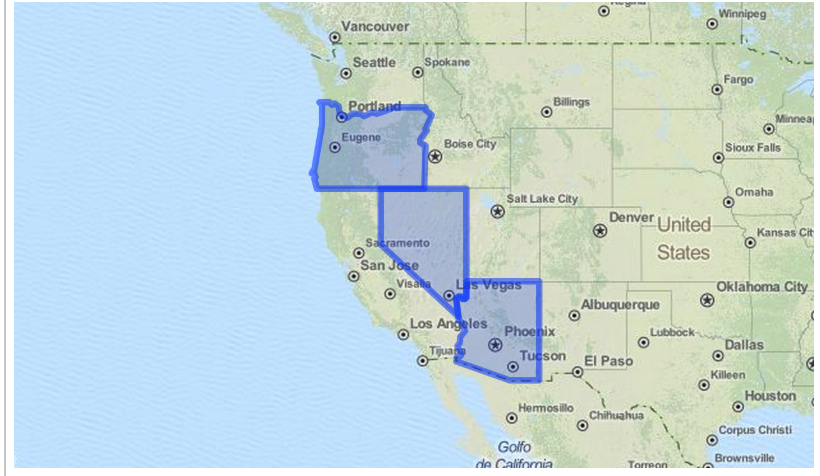 Regina
Winnipeg
Vancouver
Seattle
Spokane
Fargo
Billings
Portland
Eugene
Boise City
Sioux Falls
Salt Lake City
Omaha
Denver
United
States
Kansas Cit
Sacramento
San Jose
Visalia
Las Vegas
Oklahoma City
Albuquerque
Los Angeles
Phoenix
Lubbock
Dallas
Tijuana
Tucson
El Paso
Killeen
Houston
Hermosillo
Chihuahua
Corpus Christi
Golfo
de California
Torreon
Brownsville
Minneap